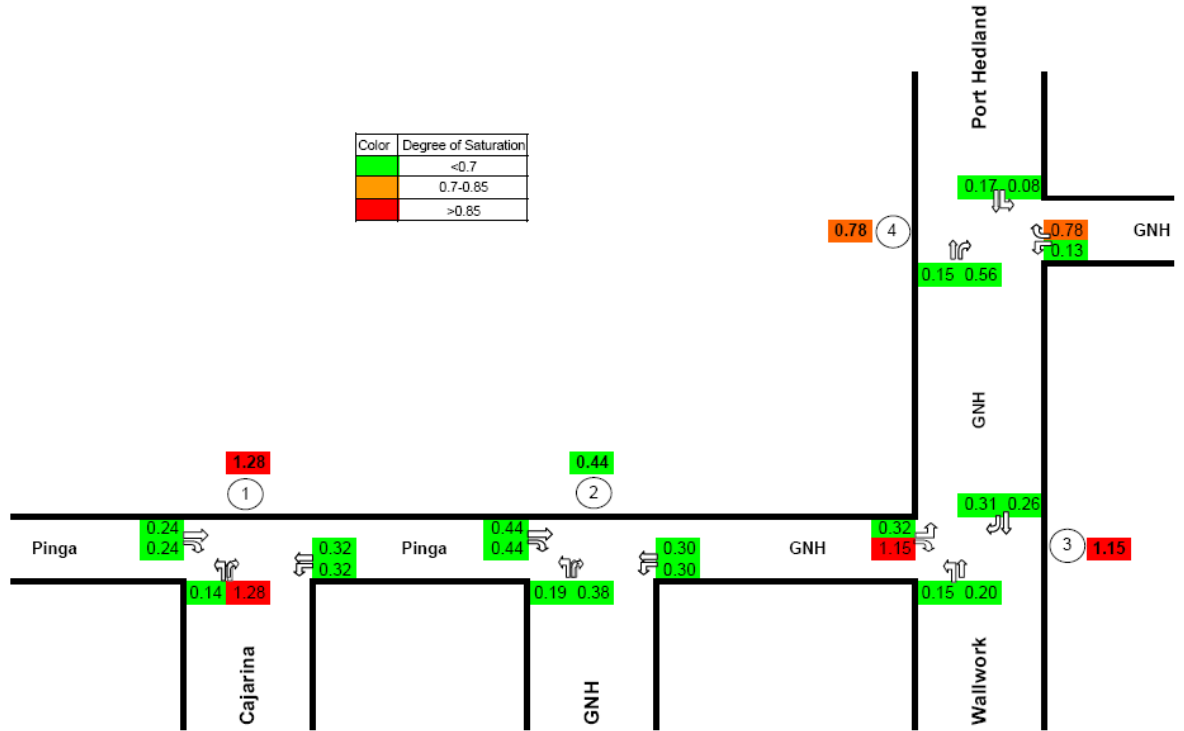 Port Hedland
Color Degree of Saturation
<0.7
0.7-0.85
>0.85
0.17 0.08
0.78 4
0.78
GNH
0.13
0.15 0.56
GNH
1.28
0.44
1
2
0.31 0.26
0.24
0.24
Pinga
0.32
0.32
Pinga
0.44
0.44
0.30
0.30
GNH
0.32
1.15
3 1.15
0.14 1.28
0.19 0.38
0.15 0.20
Cajarina
GNH
Wallwork